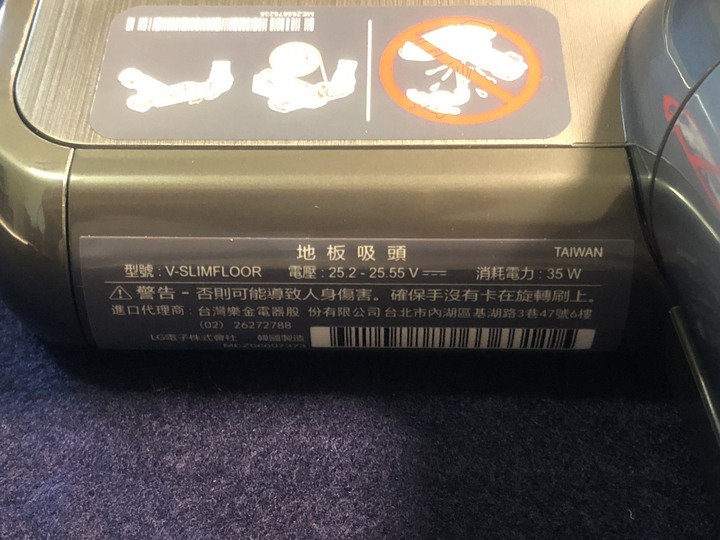 MEZ65876235
地板吸頭
TAIWAN
型號 : V-SLIMFLOOR 電壓 : 25.2 - 25.55 V 消耗電力 : 35 W
警告 - 否則可能導致人身傷害。確保手沒有卡在旋轉刷上。
進口代理商 : 台灣樂金電器股 份有限公司 台北市內湖區基湖路3巷47號6樓
(02) 26272788
LG電子株式會社 韓國製造